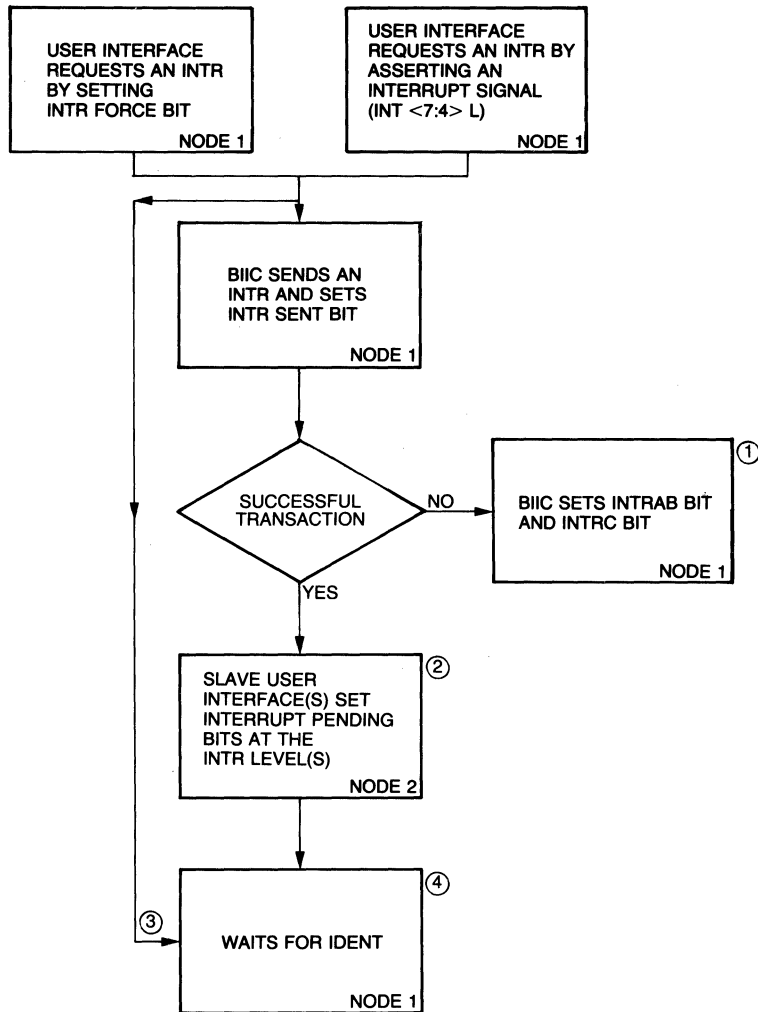 USER INTERFACE
REQUESTS AN INTR
BY SETTING
INTR FORCE BIT
NODE 1
USER INTERFACE
REQUESTS AN INTR BY
ASSERTING AN
INTERRUPT SIGNAL
(INT <7:4> L)
NODE 1
BIIC SENDS AN
INTR AND SETS
INTR SENT BIT
NODE 1
SUCCESSFUL
TRANSACTION
NO
YES
1
BIIC SETS INTRAB BIT
AND INTRC BIT
NODE 1
2
SLAVE USER
INTERFACE(S) SET
INTERRUPT PENDING
BITS AT THE
INTR LEVEL(S)
NODE 2
3
4
WAITS FOR IDENT
NODE 1